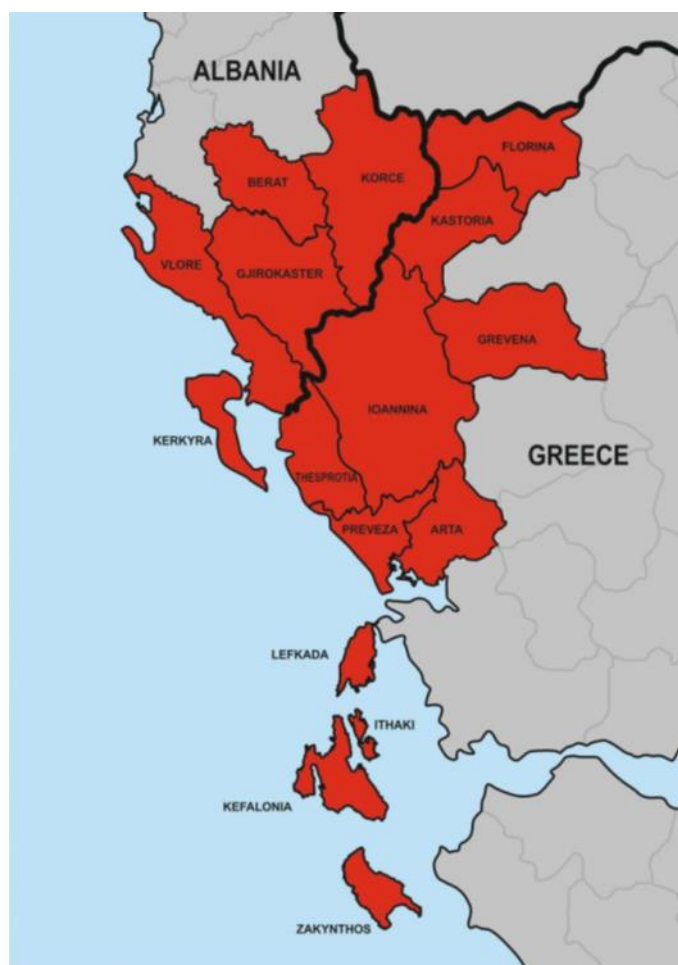 ALBANIA
FLORINA
BERAT
KORCE
KASTORIA
VLORE
GJIROKASTER
GREVENA
IOANNINA
KERKYRA
GREECE
THESPROTIA
PREVEZA
ARTA
LEFKADA
ITHAKI
KEFALONIA
ZAKYNTHOS